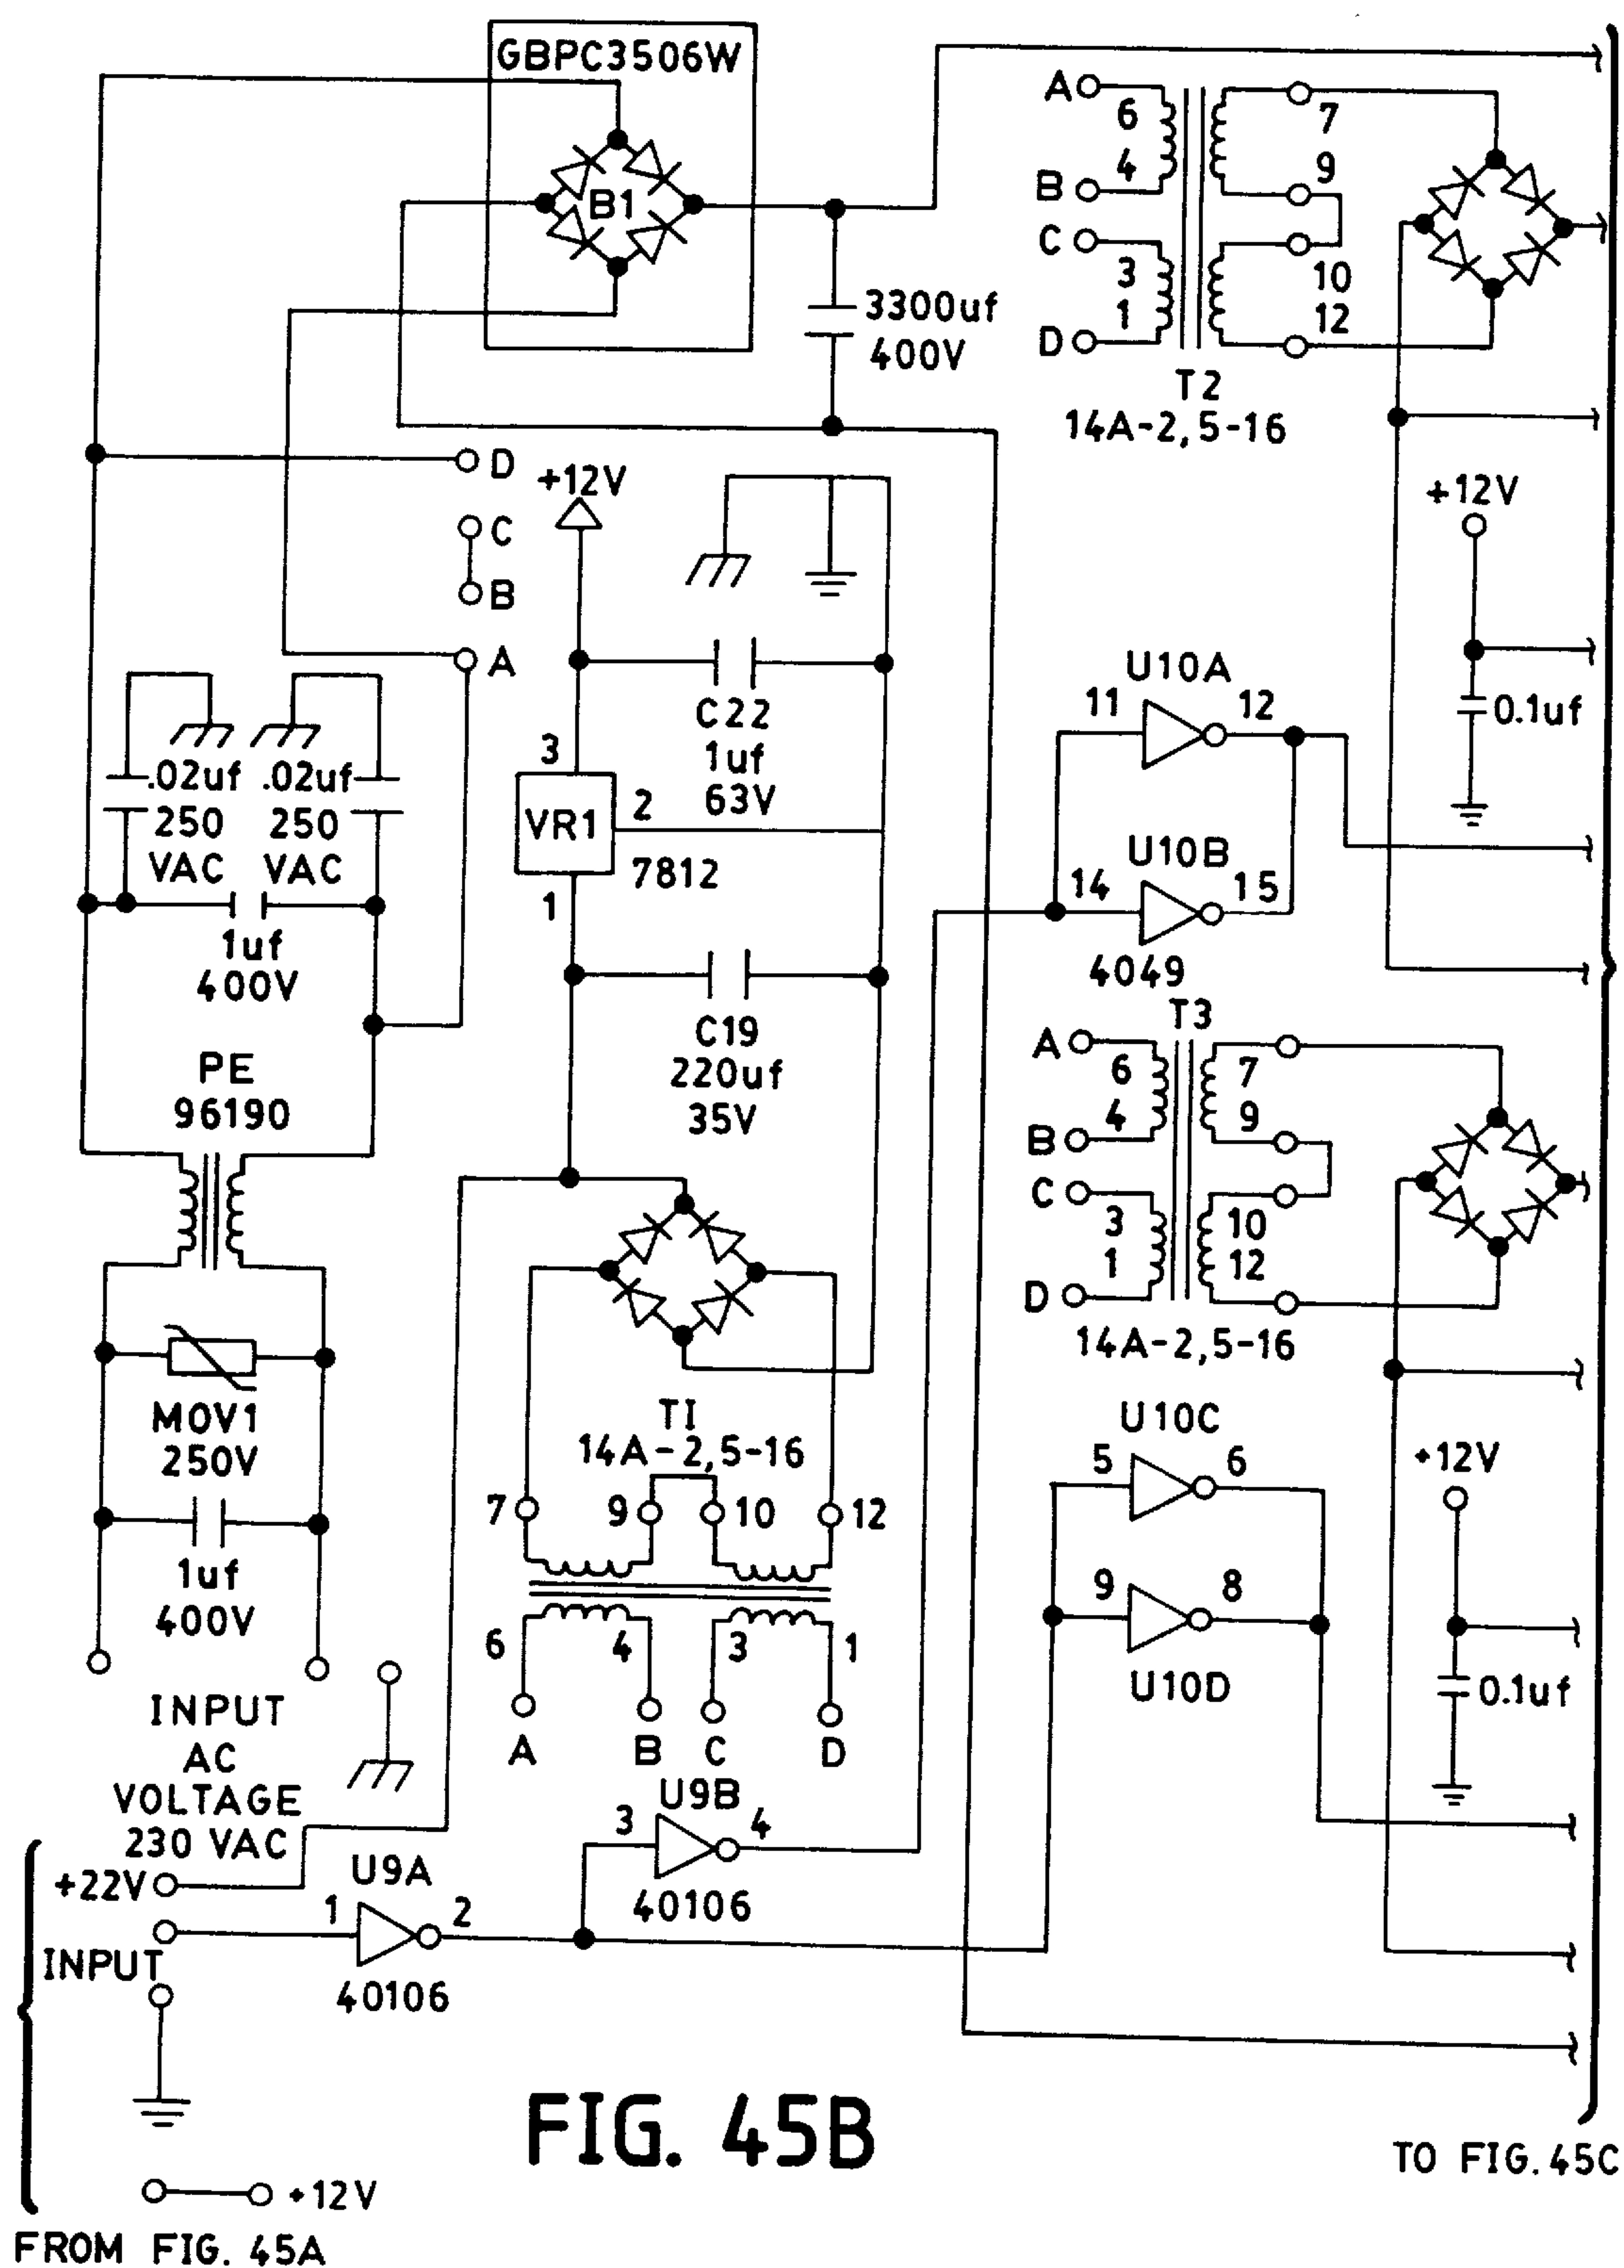 GBPC3506W
B1
3300uf
400V
A
6
7
4
9
B
C
3
10
1
12
D
T2
14A-2,5-16
D
+12V
C
B
A
+12V
0.1uf
.02uf
250
VAC
.02uf
250
VAC
1uf
400V
C22
1uf
63V
3
VR1
2
7812
1
U10A
11
12
U10B
14
15
4049
C19
220uf
35V
PE
96190
T3
A
6
7
4
9
B
C
3
10
1
12
D
14A-2,5-16
MOV1
250V
1uf
400V
TI
14A-2,5-16
7
9
10
12
6
4
3
1
A
B
C
D
U10C
5
6
9
8
U10D
+12V
0.1uf
INPUT
AC
VOLTAGE
230 VAC
U9B
3
4
40106
+22V
U9A
1
2
INPUT
40106
FIG. 45B
TO FIG. 45C
+12V
FROM FIG. 45A